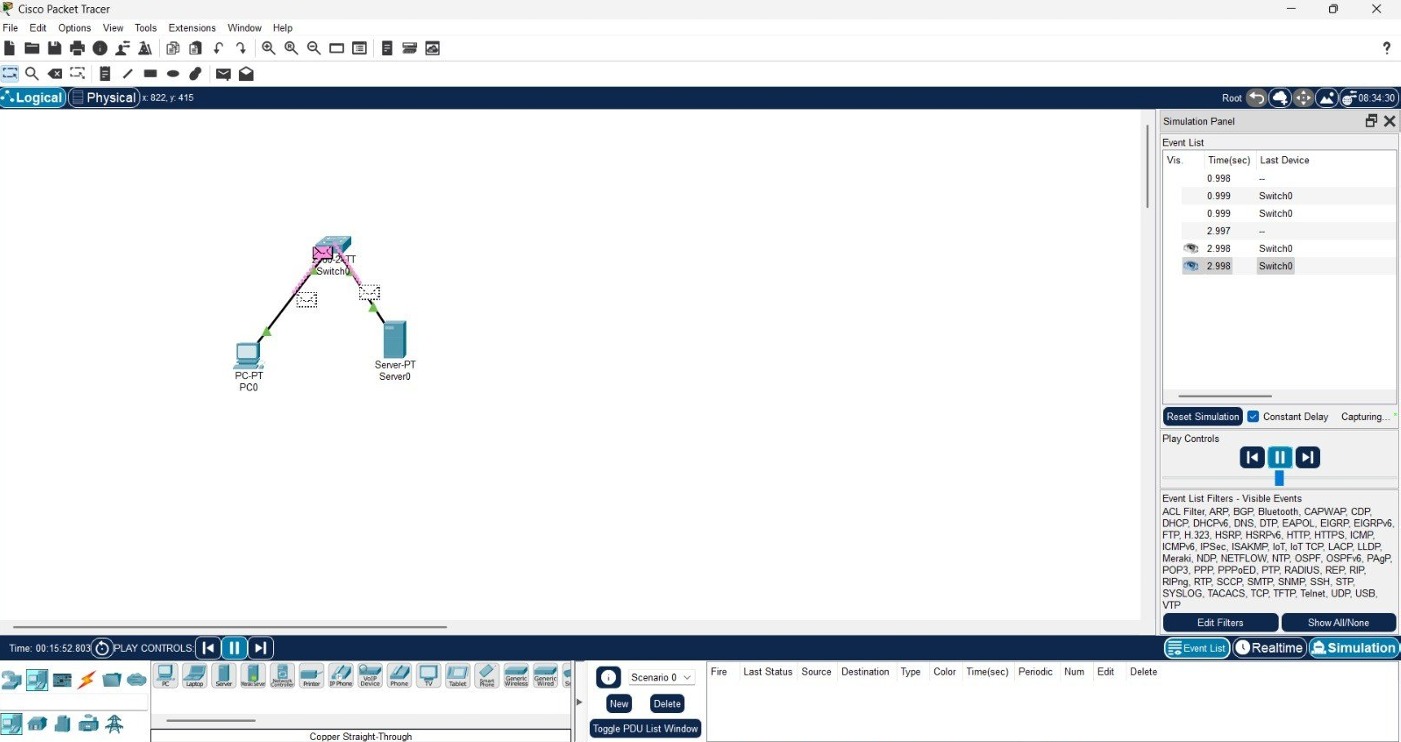 Cisco Packet Tracer
File Edit Options View Tools Extensions Window Help
?
Logical Physical x: 822, y: 415 Root 08:34:30
Simulation Panel
Event List
Vis. Time(sec) Last Device
0.998 --
0.999 Switch0
0.999 Switch0
2.997 --
2.998 Switch0
2.998 Switch0
Switch0
PC-PT
PC0
Server-PT
Server0
Reset Simulation Constant Delay Capturing...
Play Controls
Event List Filters - Visible Events
ACL Filter, ARP, BGP, Bluetooth, CAPWAP, CDP,
DHCP, DHCPv6, DNS, DTP, EAPOL, EIGRP, EIGRPv6,
FTP, H.323, HSRP, HSRPv6, HTTP, HTTPS, ICMP,
ICMPv6, IPSec, ISAKMP, IoT, IoT TCP, LACP, LLDP,
Meraki, NDP, NETFLOW, NTP, OSPF, OSPFv6, PAgP,
POP3, PPP, PPPoED, PTP, RADIUS, REP, RIP,
RIPng, RTP, SCCP, SMTP, SNMP, SSH, STP,
SYSLOG, TACACS, TCP, TFTP, Telnet, UDP, USB,
VTP
Edit Filters Show All/None
Time: 00:15:52.803 PLAY CONTROLS: Event List Realtime Simulation
PC Laptop Server Printer IP Phone VoIP Device Phone TV Tablet Smart Phone Generic Wireless Generic Wired
Copper Straight-Through
Scenario 0
New Delete
Toggle PDU List Window
Fire Last Status Source Destination Type Color Time(sec) Periodic Num Edit Delete